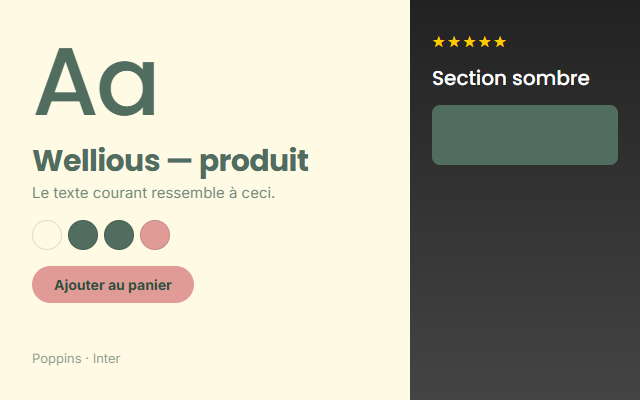 Aa
Wellious — produit
Le texte courant ressemble à ceci.
Ajouter au panier
Poppins · Inter
★★★★★
Section sombre